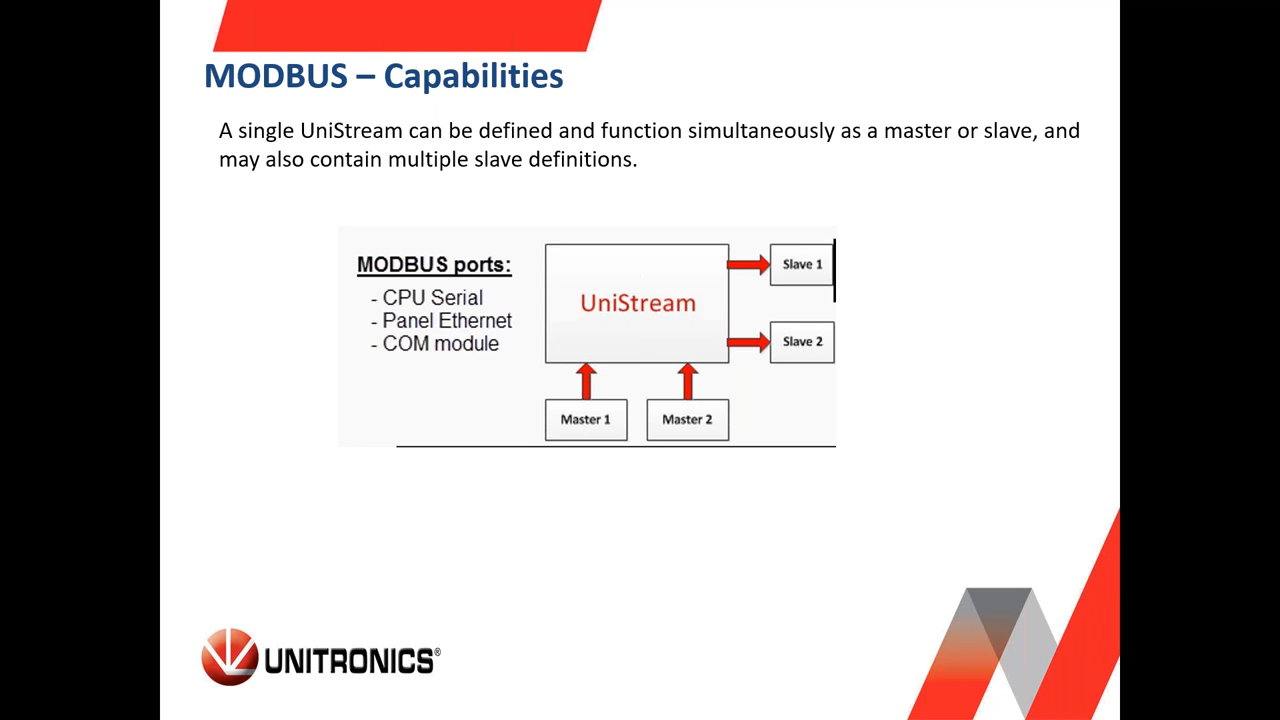 MODBUS – Capabilities
A single UniStream can be defined and function simultaneously as a master or slave, and
may also contain multiple slave definitions.
MODBUS ports:
- CPU Serial
- Panel Ethernet
- COM module
UniStream
Slave 1
Slave 2
Master 1
Master 2
UNITRONICS®